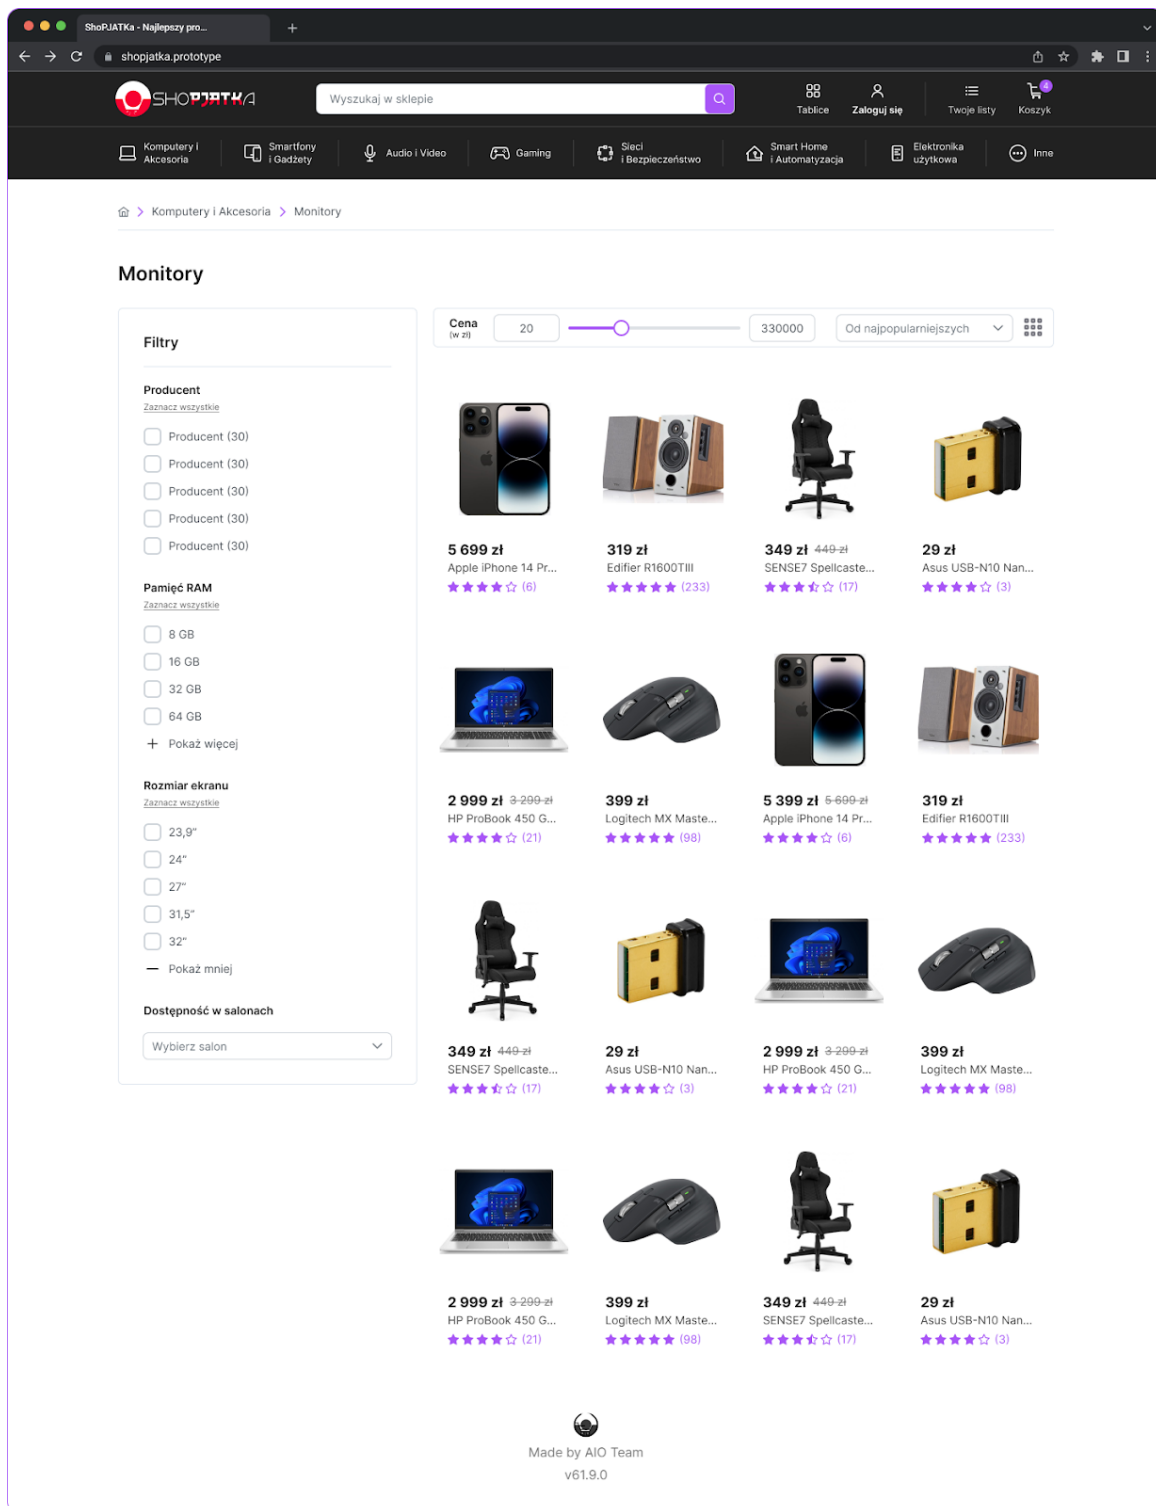 ShoPJATKa - Najlepszy pro...
shopjatka.prototype
SHOPJATKA
Wyszukaj w sklepie
Tablice
Zaloguj się
Twoje listy
4
Koszyk
Komputery i
Akcesoria
Smartfony
i Gadżety
Audio i Video
Gaming
Sieci
i Bezpieczeństwo
Smart Home
i Automatyzacja
Elektronika
użytkowa
Inne
Komputery i Akcesoria
Monitory
Monitory
Filtry
Producent
Zaznacz wszystkie
Producent (30)
Producent (30)
Producent (30)
Producent (30)
Producent (30)
Pamięć RAM
Zaznacz wszystkie
8 GB
16 GB
32 GB
64 GB
Pokaż więcej
Rozmiar ekranu
Zaznacz wszystkie
23,9”
24”
27”
31,5”
32”
Pokaż mniej
Dostępność w salonach
Wybierz salon
Cena
(w zł)
20
330000
Od najpopularniejszych
5 699 zł
Apple iPhone 14 Pr...
(6)
319 zł
Edifier R1600TIII
(233)
349 zł 449 zł
SENSE7 Spellcaste...
(17)
29 zł
Asus USB-N10 Nan...
(3)
2 999 zł 3 299 zł
HP ProBook 450 G...
(21)
399 zł
Logitech MX Maste...
(98)
5 399 zł 5 699 zł
Apple iPhone 14 Pr...
(6)
319 zł
Edifier R1600TIII
(233)
349 zł 449 zł
SENSE7 Spellcaste...
(17)
29 zł
Asus USB-N10 Nan...
(3)
2 999 zł 3 299 zł
HP ProBook 450 G...
(21)
399 zł
Logitech MX Maste...
(98)
2 999 zł 3 299 zł
HP ProBook 450 G...
(21)
399 zł
Logitech MX Maste...
(98)
349 zł 449 zł
SENSE7 Spellcaste...
(17)
29 zł
Asus USB-N10 Nan...
(3)
Made by AIO Team
v61.9.0